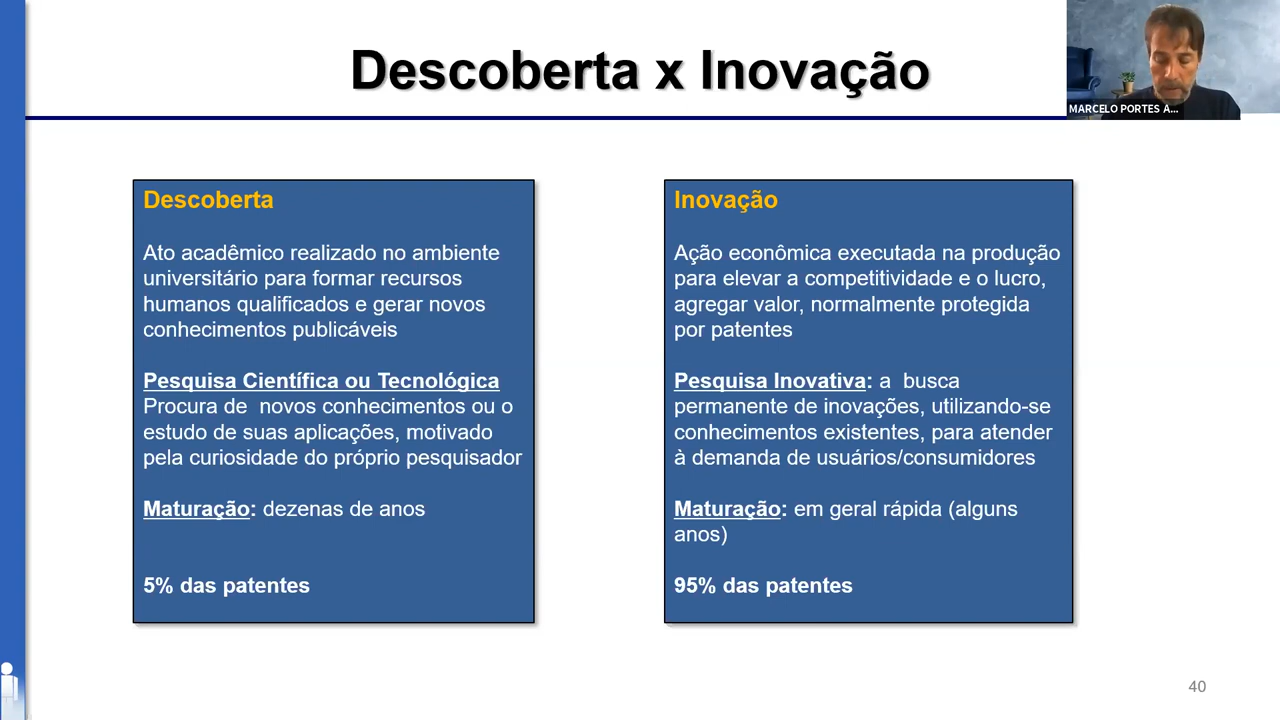 Descoberta x Inovação
MARCELO PORTES A...
Descoberta
Ato acadêmico realizado no ambiente
universitário para formar recursos
humanos qualificados e gerar novos
conhecimentos publicáveis
Pesquisa Científica ou Tecnológica
Procura de novos conhecimentos ou o
estudo de suas aplicações, motivado
pela curiosidade do próprio pesquisador
Maturação: dezenas de anos
5% das patentes
Inovação
Ação econômica executada na produção
para elevar a competitividade e o lucro,
agregar valor, normalmente protegida
por patentes
Pesquisa Inovativa: a busca
permanente de inovações, utilizando-se
conhecimentos existentes, para atender
à demanda de usuários/consumidores
Maturação: em geral rápida (alguns
anos)
95% das patentes
40